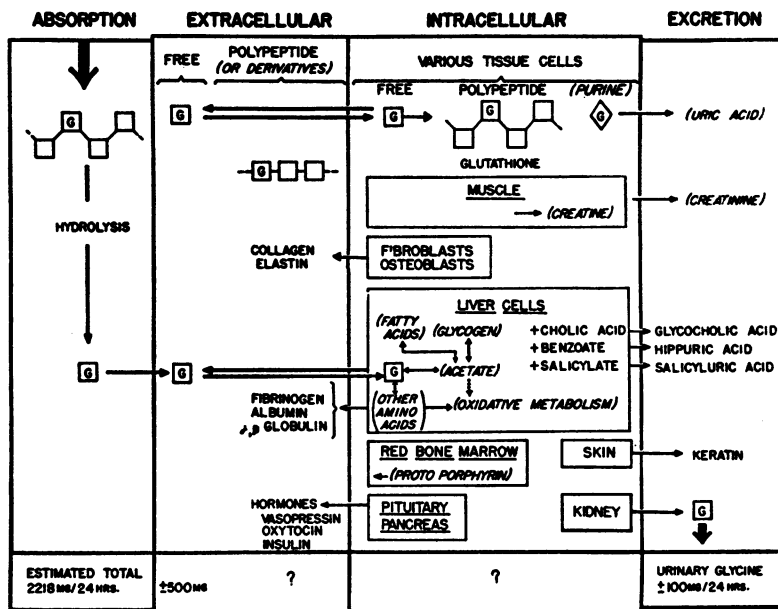 ABSORPTION
EXTRACELLULAR
INTRACELLULAR
EXCRETION
FREE
POLYPEPTIDE
(OR DERIVATIVES)
VARIOUS TISSUE CELLS
FREE
POLYPEPTIDE
(PURINE)
G
G
G
G
G
(URIC ACID)
GLUTATHIONE
G
MUSCLE
(CREATINE)
(CREATININE)
HYDROLYSIS
COLLAGEN
ELASTIN
FIBROBLASTS
OSTEOBLASTS
LIVER CELLS
(FATTY
ACIDS)
(GLYCOGEN)
+CHOLIC ACID
GLYCOCHOLIC ACID
+BENZOATE
HIPPURIC ACID
+SALICYLATE
SALICYLURIC ACID
G
G
G
(ACETATE)
(OTHER
AMINO
ACIDS)
(OXIDATIVE METABOLISM)
FIBRINOGEN
ALBUMIN
GLOBULIN
RED BONE MARROW
(PROTO PORPHYRIN)
SKIN
KERATIN
HORMONES
VASOPRESSIN
OXYTOCIN
INSULIN
PITUITARY
PANCREAS
KIDNEY
G
ESTIMATED TOTAL
2218 MG/24 HRS.
±500 MG
?
?
URINARY GLYCINE
±100 MG/24 HRS.